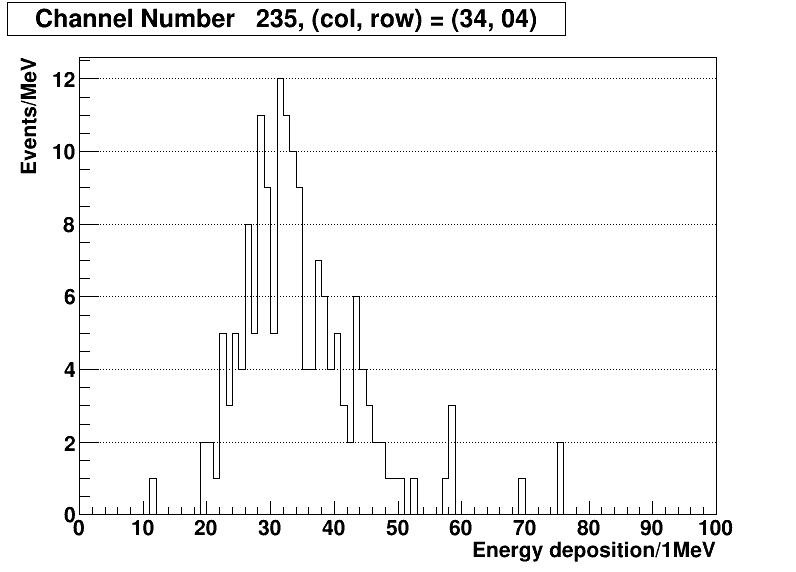 Channel Number 235, (col, row) = (34, 04)
Events/MeV
12
10
8
6
4
2
0
0 10 20 30 40 50 60 70 80 90 100
Energy deposition/1MeV